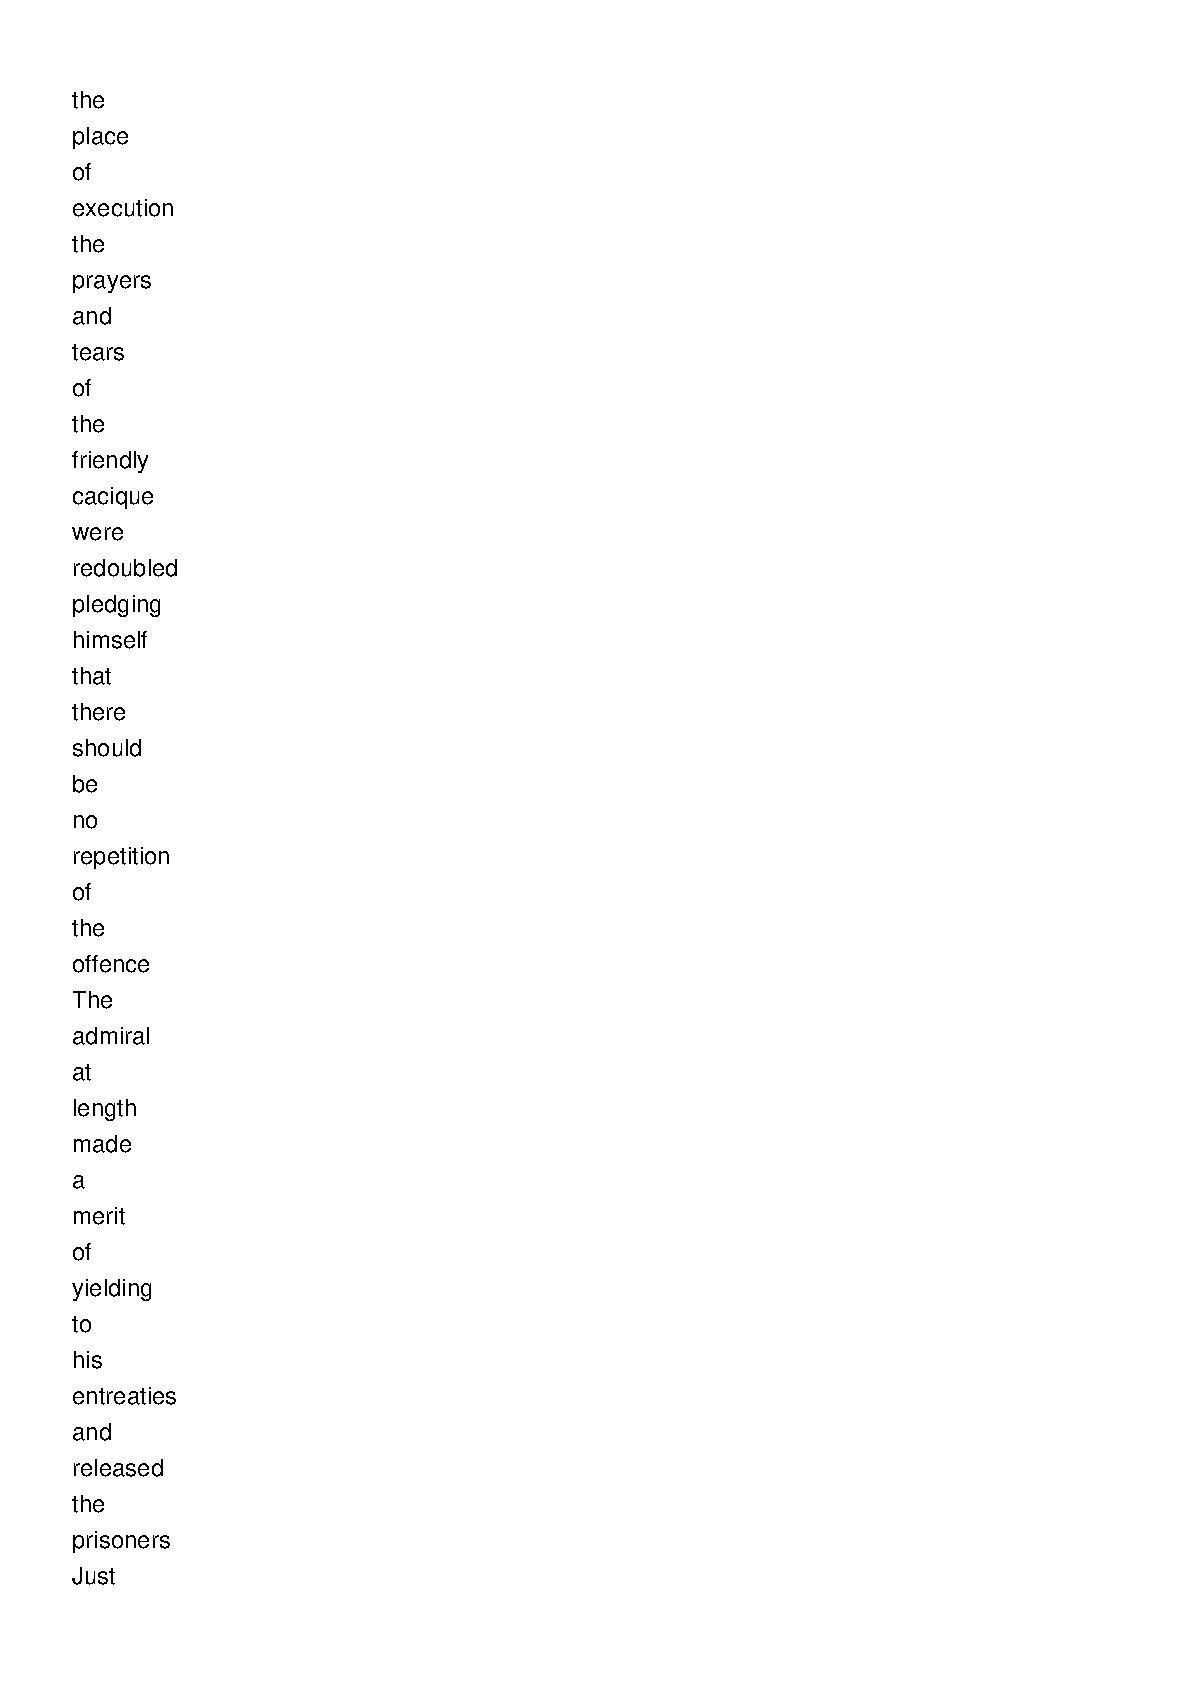 the
place
of
execution
the
prayers
and
tears
of
the
friendly
cacique
were
redoubled
pledging
himself
that
there
should
be
no
repetition
of
the
offence
The
admiral
at
length
made
a
merit
of
yielding
to
his
entreaties
and
released
the
prisoners
Just